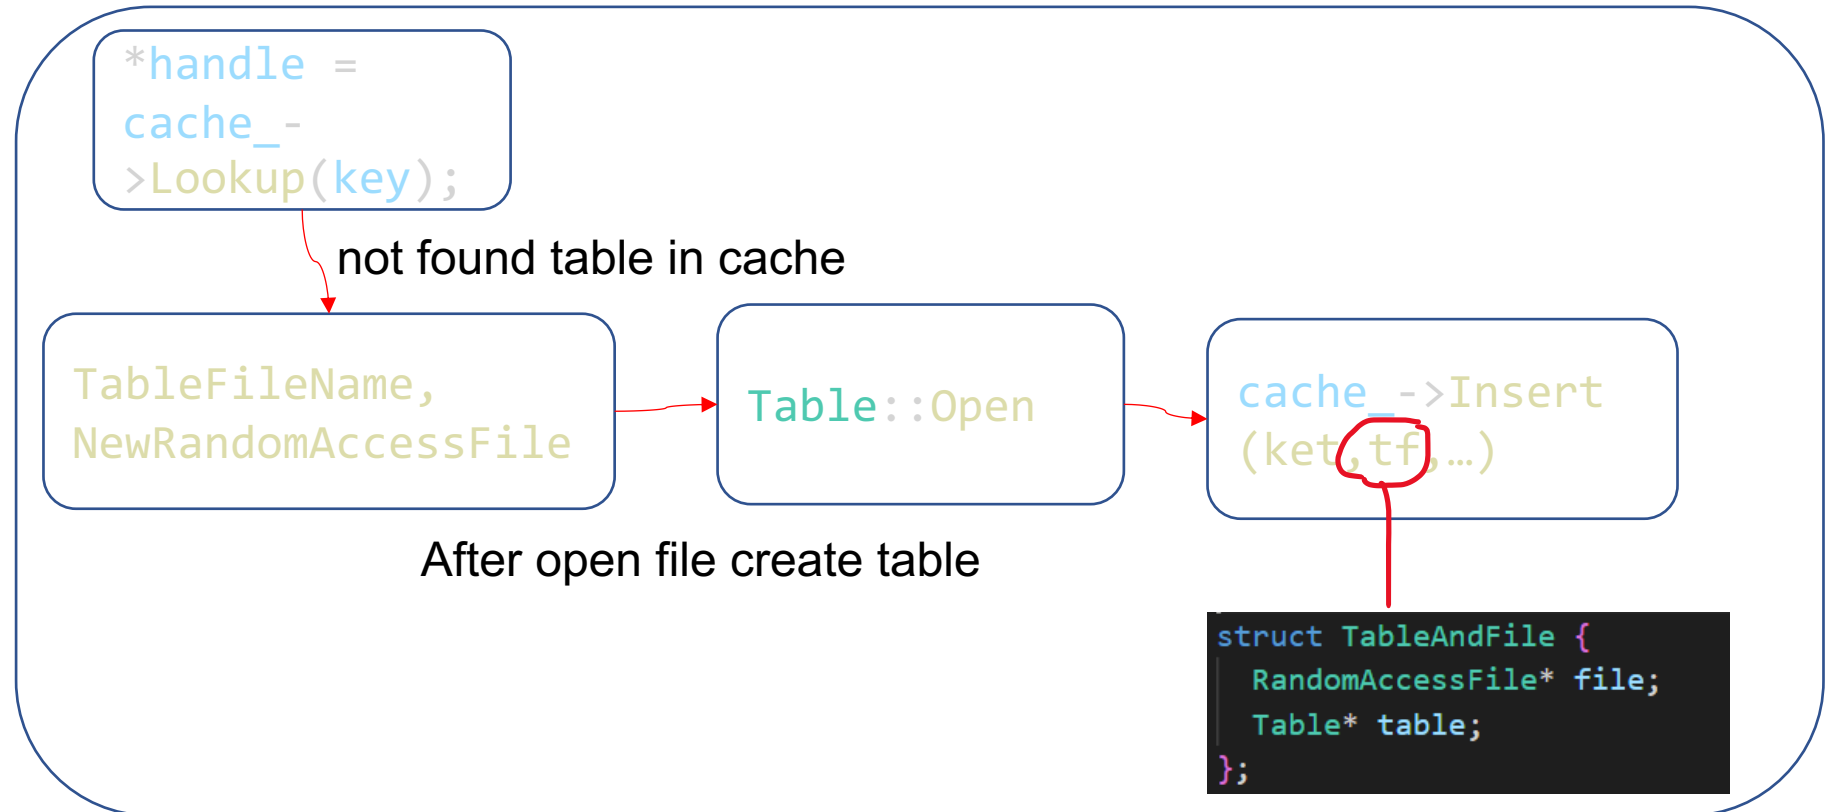 *handle =
cache_-
>Lookup(key);
not found table in cache
TableFileName,
NewRandomAccessFile
Table::Open
cache_->Insert
(ket,tf,…)
After open file create table
struct TableAndFile {
RandomAccessFile* file;
Table* table;
};